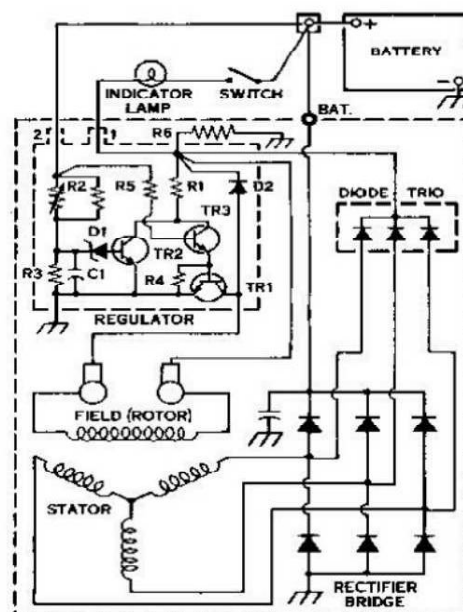 +
BATTERY
−
INDICATOR
LAMP
SWITCH
BAT.
2
1
R6
R2
R5
R1
D2
DIODE TRIO
TR3
D1
TR2
R3
C1
R4
TR1
REGULATOR
FIELD (ROTOR)
STATOR
RECTIFIER
BRIDGE